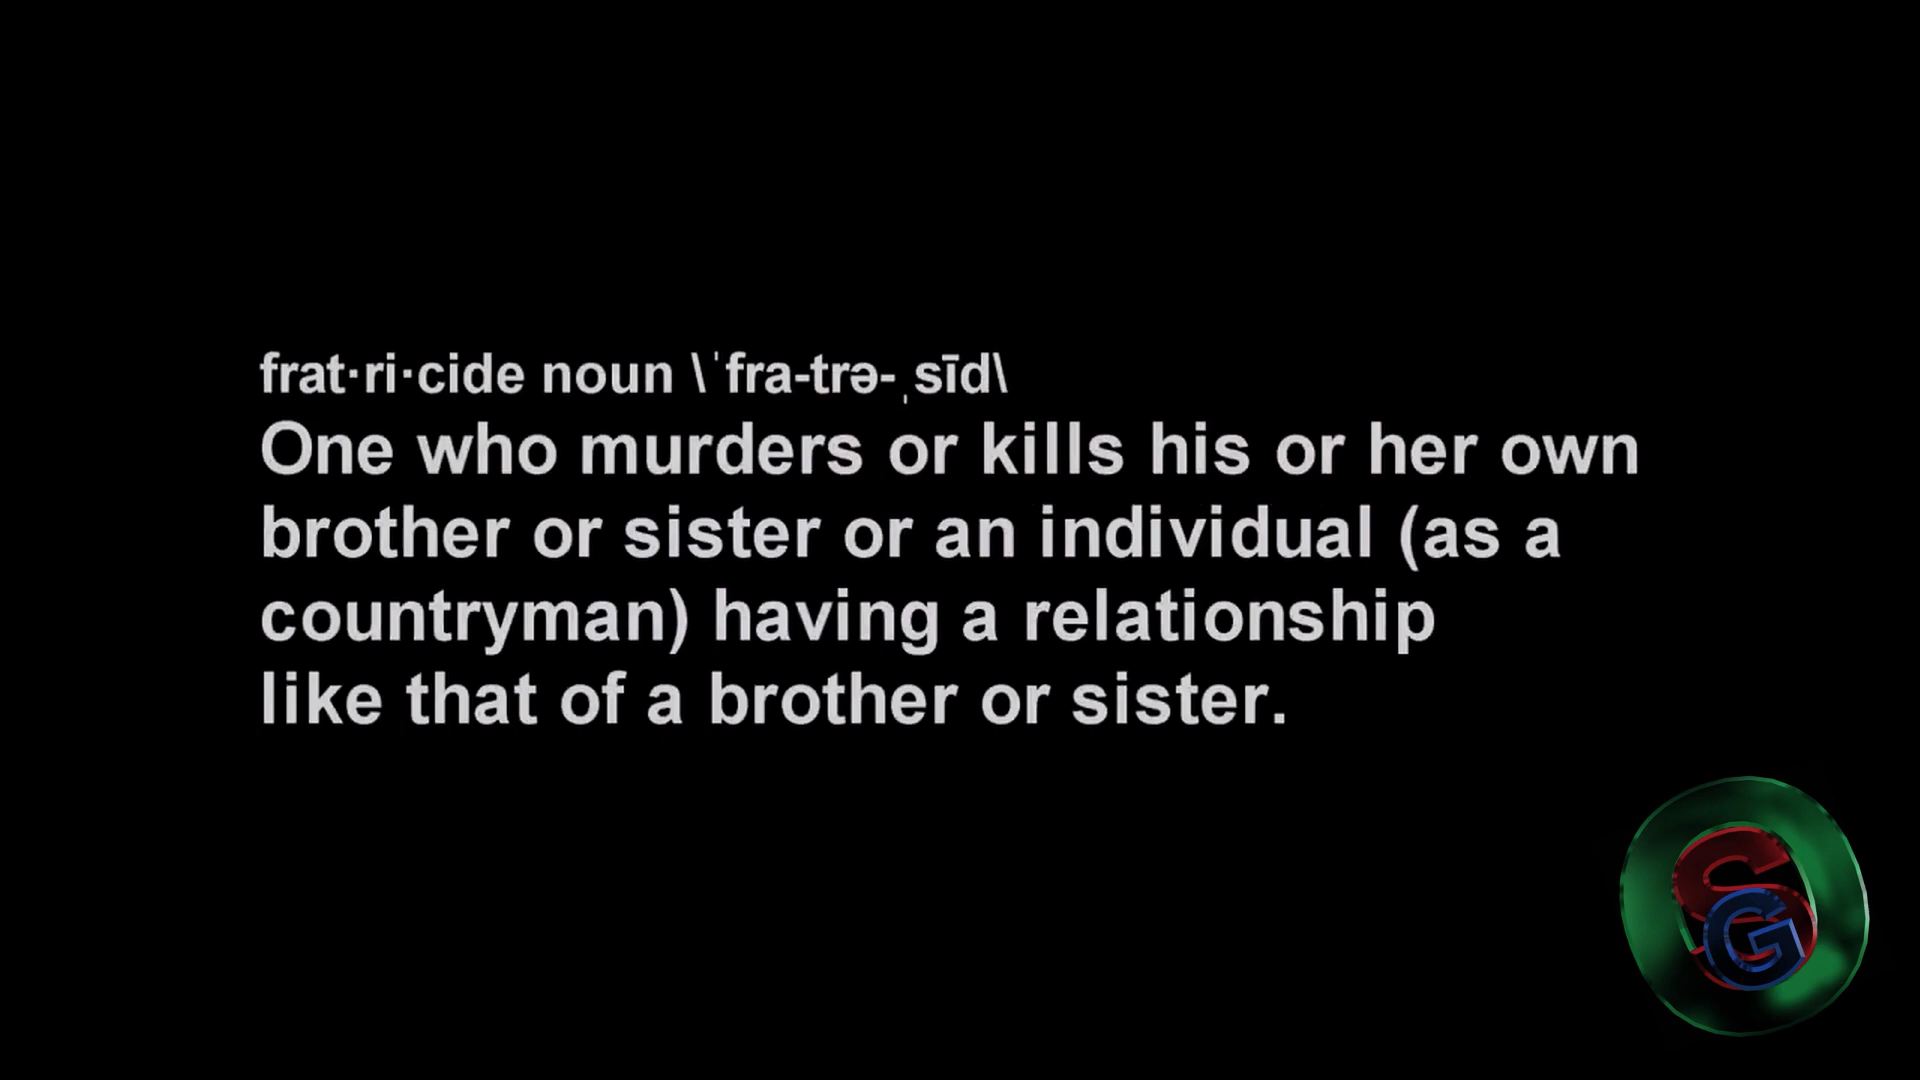 frat·ri·cide noun \ˈfra-trə-ˌsīd\
One who murders or kills his or her own
brother or sister or an individual (as a
countryman) having a relationship
like that of a brother or sister.
OSG